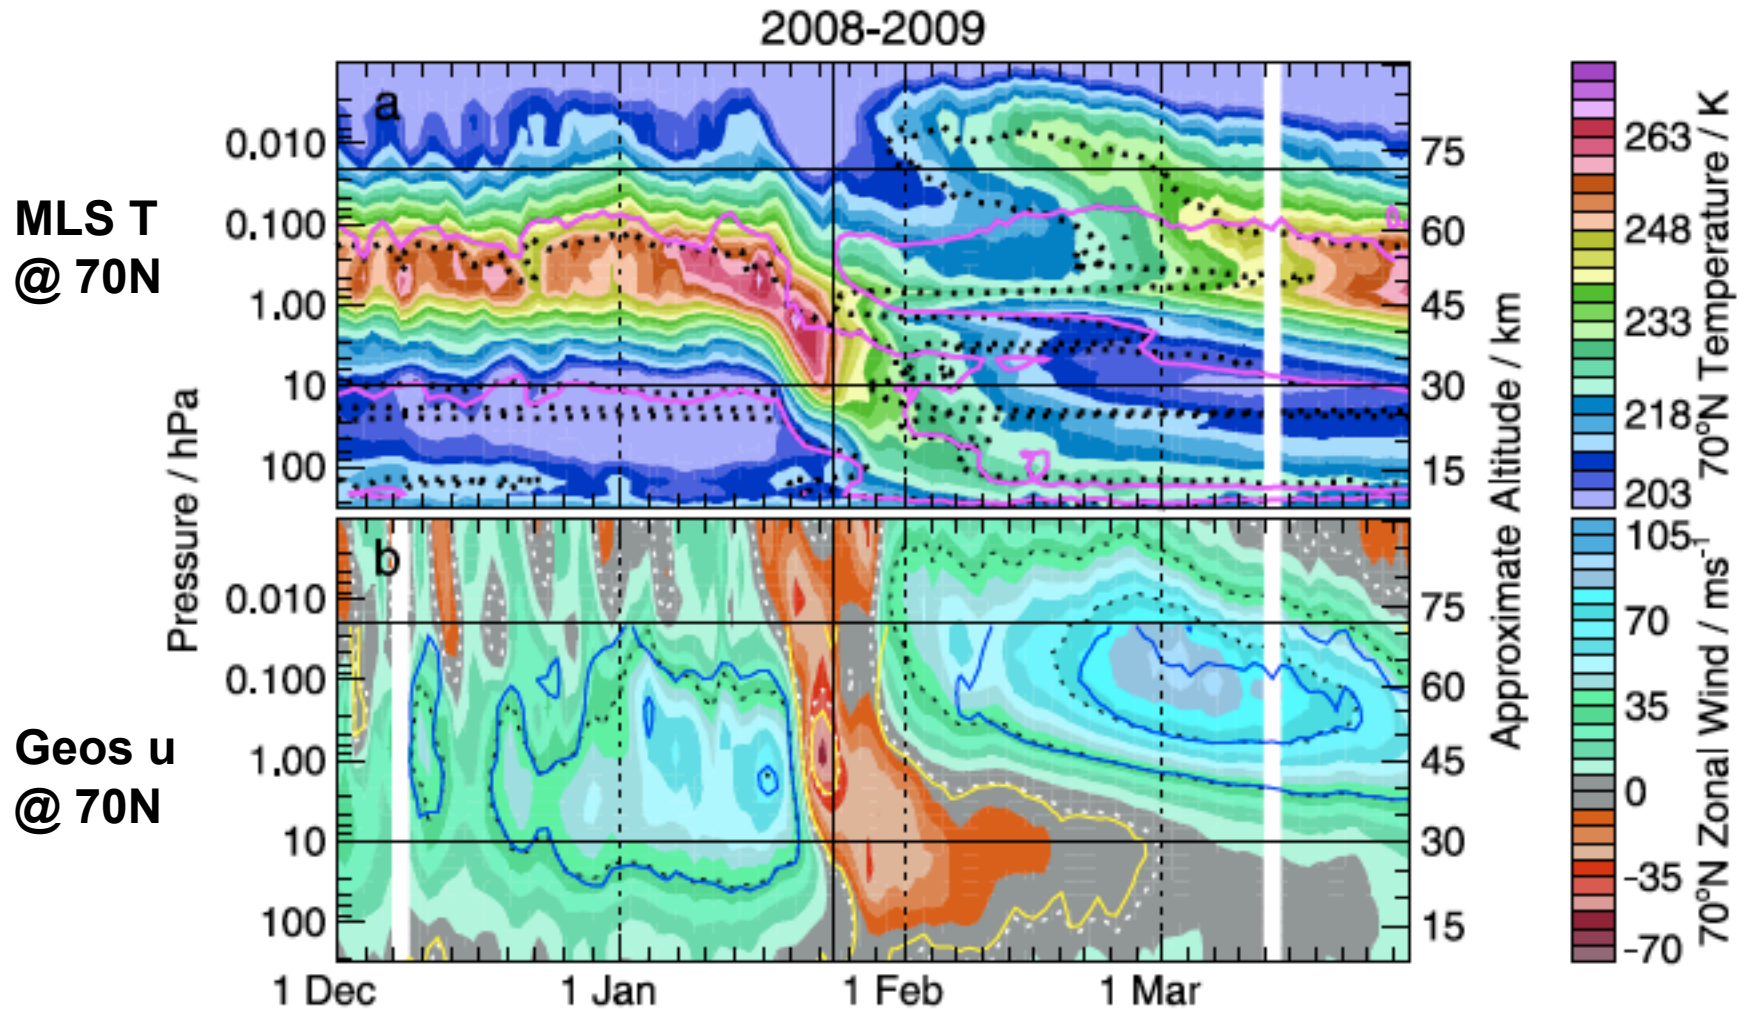 2008-2009
MLS T
@ 70N
a
0.010
0.100
1.00
10
100
75
60
45
30
15
263
248
233
218
203
70°N Temperature / K
Pressure / hPa
Approximate Altitude / km
Geos u
@ 70N
b
0.010
0.100
1.00
10
100
75
60
45
30
15
105
70
35
0
-35
-70
70°N Zonal Wind / ms⁻¹
1 Dec
1 Jan
1 Feb
1 Mar